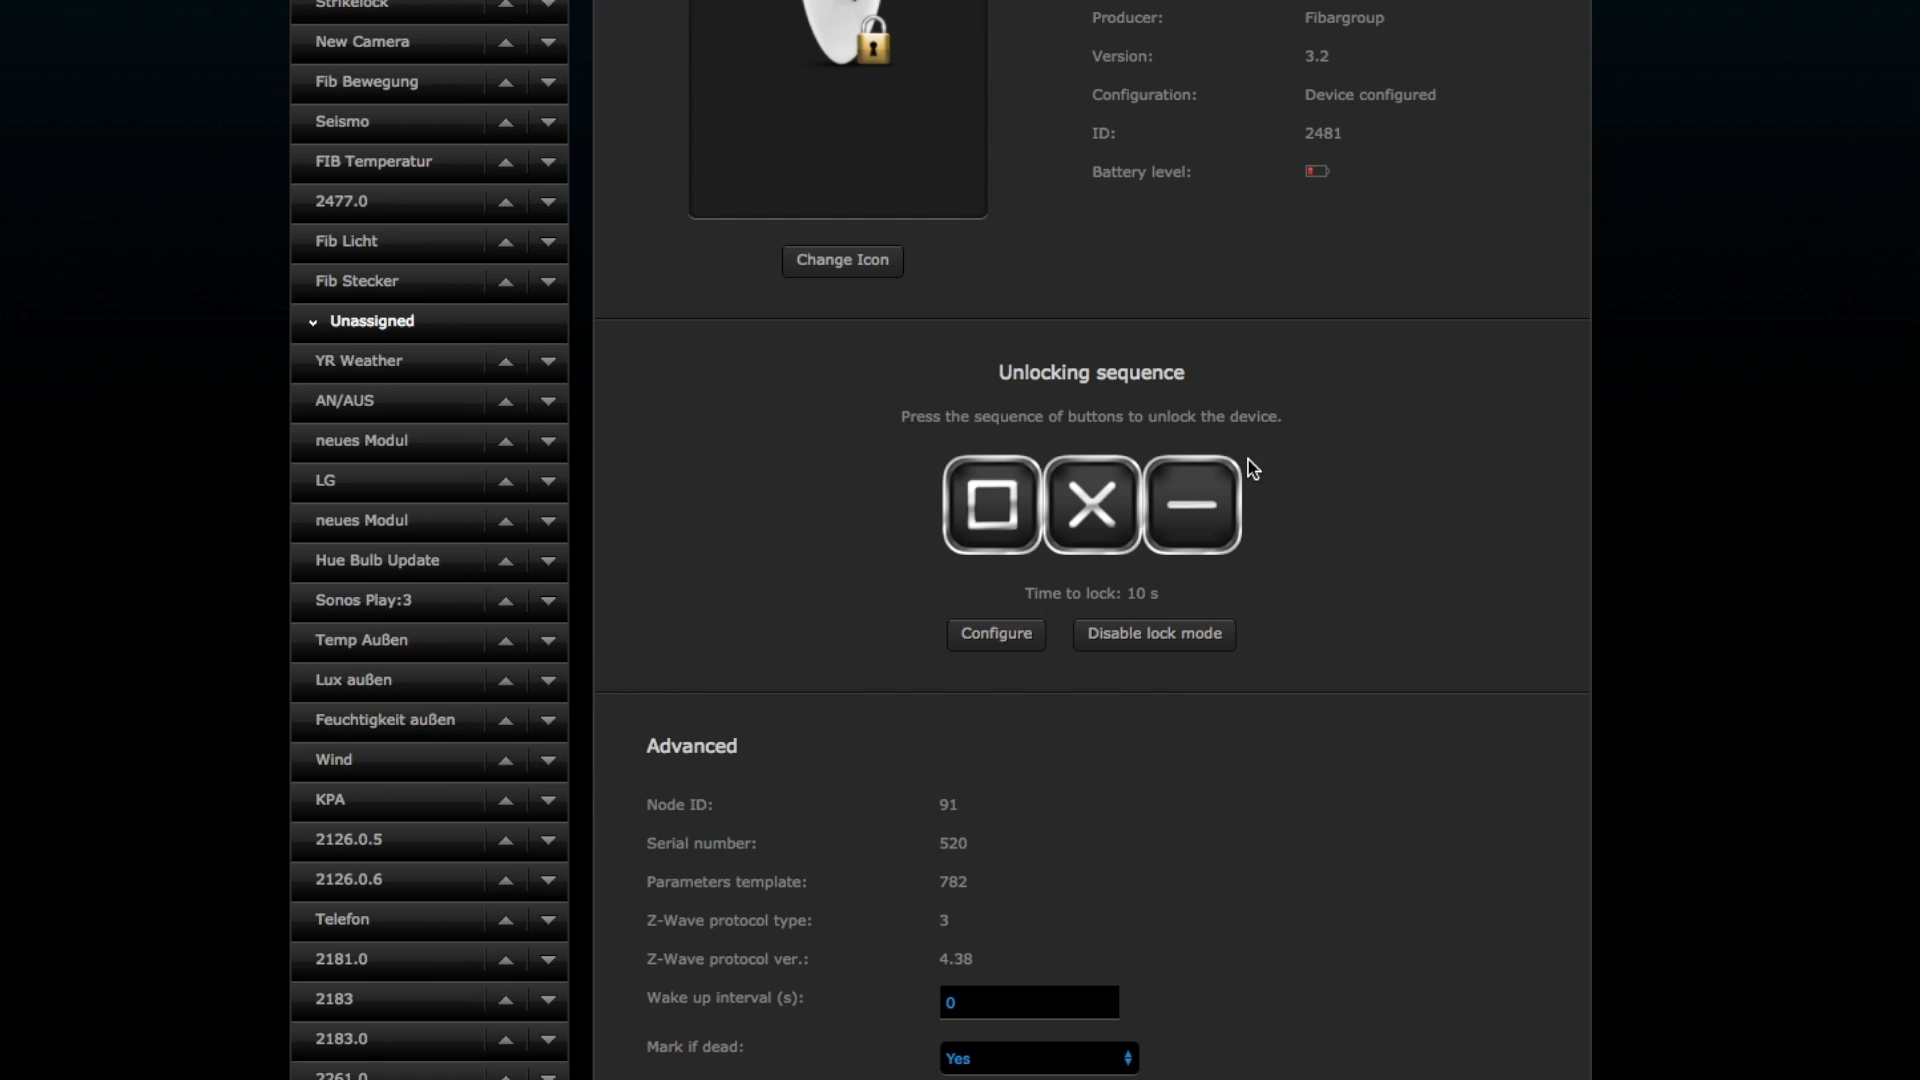 Strikelock
New Camera
Fib Bewegung
Seismo
FIB Temperatur
2477.0
Fib Licht
Fib Stecker
Unassigned
YR Weather
AN/AUS
neues Modul
LG
neues Modul
Hue Bulb Update
Sonos Play:3
Temp Außen
Lux außen
Feuchtigkeit außen
Wind
KPA
2126.0.5
2126.0.6
Telefon
2181.0
2183
2183.0
2261.0
Producer: Fibargroup
Version: 3.2
Configuration: Device configured
ID: 2481
Battery level:
Change Icon
Unlocking sequence
Press the sequence of buttons to unlock the device.
Time to lock: 10 s
Configure Disable lock mode
Advanced
Node ID: 91
Serial number: 520
Parameters template: 782
Z-Wave protocol type: 3
Z-Wave protocol ver.: 4.38
Wake up interval (s): 0
Mark if dead: Yes